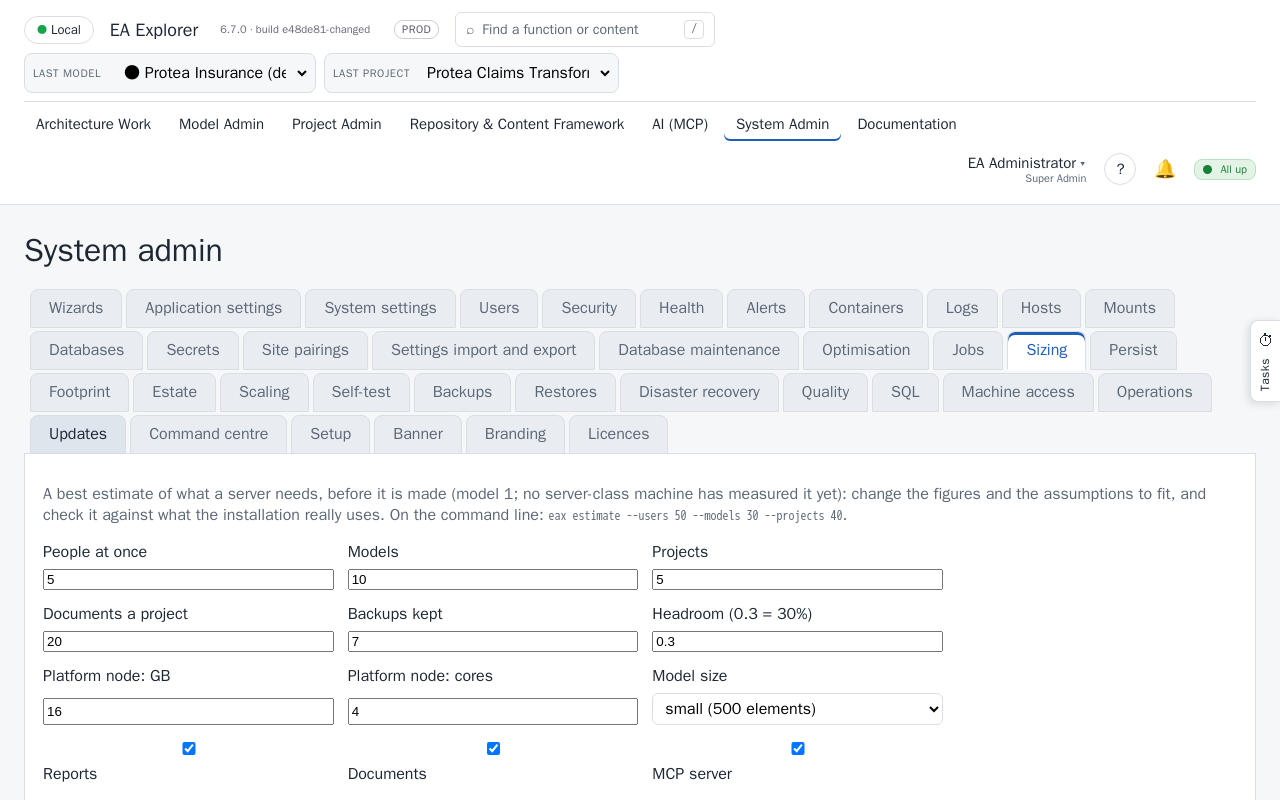 Local EA Explorer 6.7.0 · build e48de81-changed PROD Find a function or content /
LAST MODEL Protea Insurance (de LAST PROJECT Protea Claims Transfor
Architecture Work Model Admin Project Admin Repository & Content Framework AI (MCP) System Admin Documentation
EA Administrator ▾ ? All up
Super Admin
System admin
Wizards Application settings System settings Users Security Health Alerts Containers Logs Hosts Mounts
Databases Secrets Site pairings Settings import and export Database maintenance Optimisation Jobs Sizing Persist
Footprint Estate Scaling Self-test Backups Restores Disaster recovery Quality SQL Machine access Operations
Updates Command centre Setup Banner Branding Licences
Tasks
A best estimate of what a server needs, before it is made (model 1; no server-class machine has measured it yet): change the figures and the assumptions to fit, and
check it against what the installation really uses. On the command line: eax estimate --users 50 --models 30 --projects 40.
People at once Models Projects
5 10 5
Documents a project Backups kept Headroom (0.3 = 30%)
20 7 0.3
Platform node: GB Platform node: cores Model size
16 4 small (500 elements)
Reports Documents MCP server